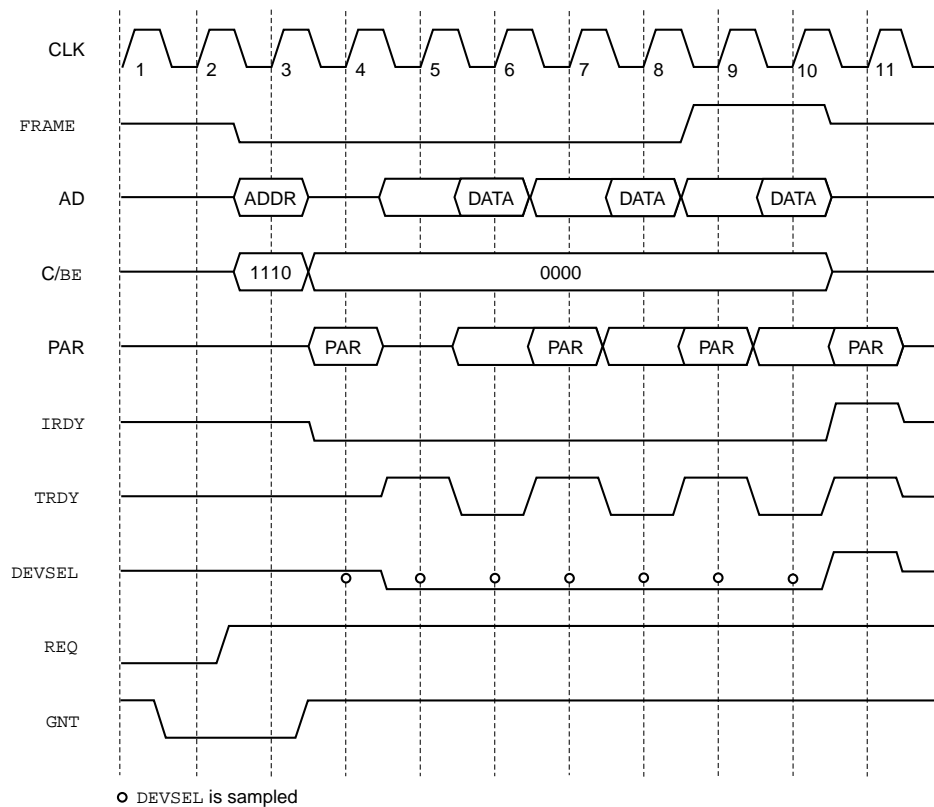 CLK
1 2 3 4 5 6 7 8 9 10 11
FRAME
AD ADDR DATA DATA DATA
C/BE 1110 0000
PAR PAR PAR PAR PAR
IRDY
TRDY
DEVSEL
REQ
GNT
DEVSEL is sampled